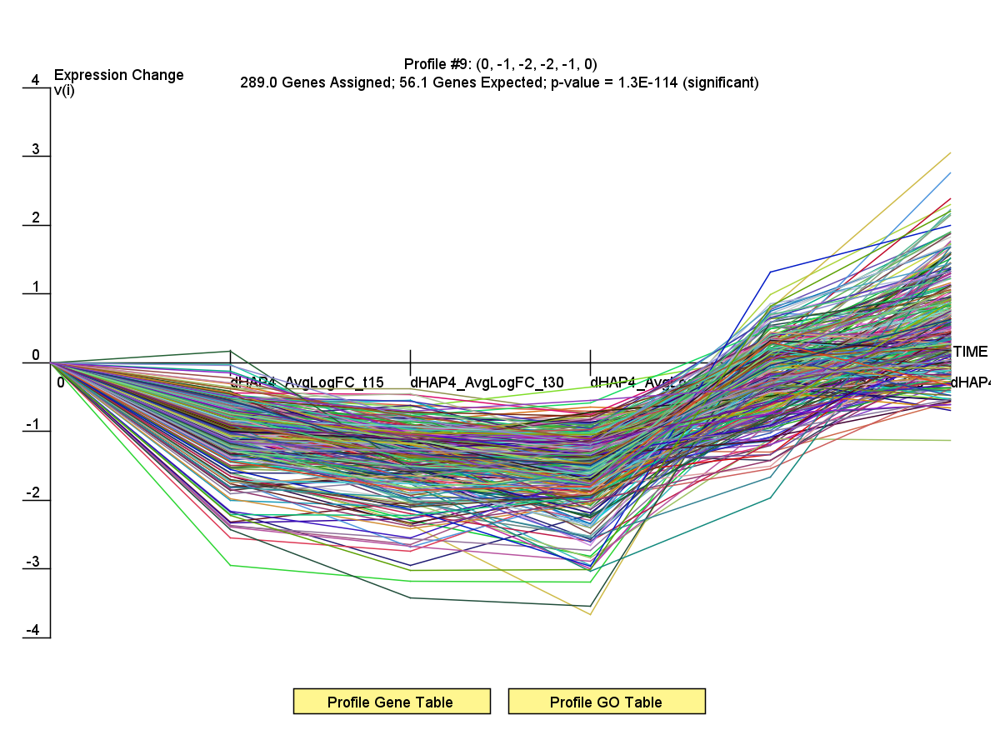 Profile #9: (0, -1, -2, -2, -1, 0)
289.0 Genes Assigned; 56.1 Genes Expected; p-value = 1.3E-114 (significant)
Expression Change
v(i)
4
3
2
1
0
-1
-2
-3
-4
0
dHAP4_AvgLogFC_t15
dHAP4_AvgLogFC_t30
TIME
Profile Gene Table
Profile GO Table